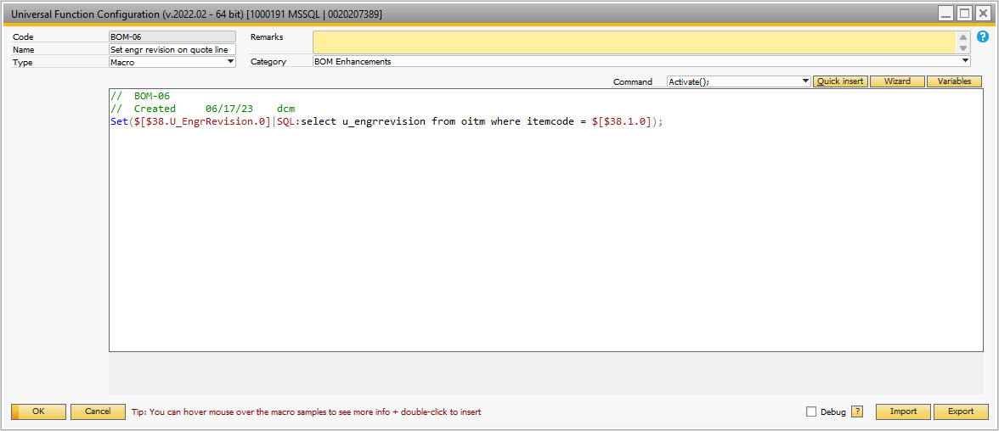 Universal Function Configuration (v.2022.02 - 64 bit) [1000191 MSSQL | 0020207389]
Code BOM-06 Remarks
Name Set engr revision on quote line
Type Macro Category BOM Enhancements
Command Activate(); Quick insert Wizard Variables
// BOM-06
// Created 06/17/23 dcm
Set($[$38.U_EngrRevision.0]|SQL:select u_engrrevision from oitm where itemcode = $[$38.1.0]);
OK Cancel Tip: You can hover mouse over the macro samples to see more info + double-click to insert Debug ? Import Export